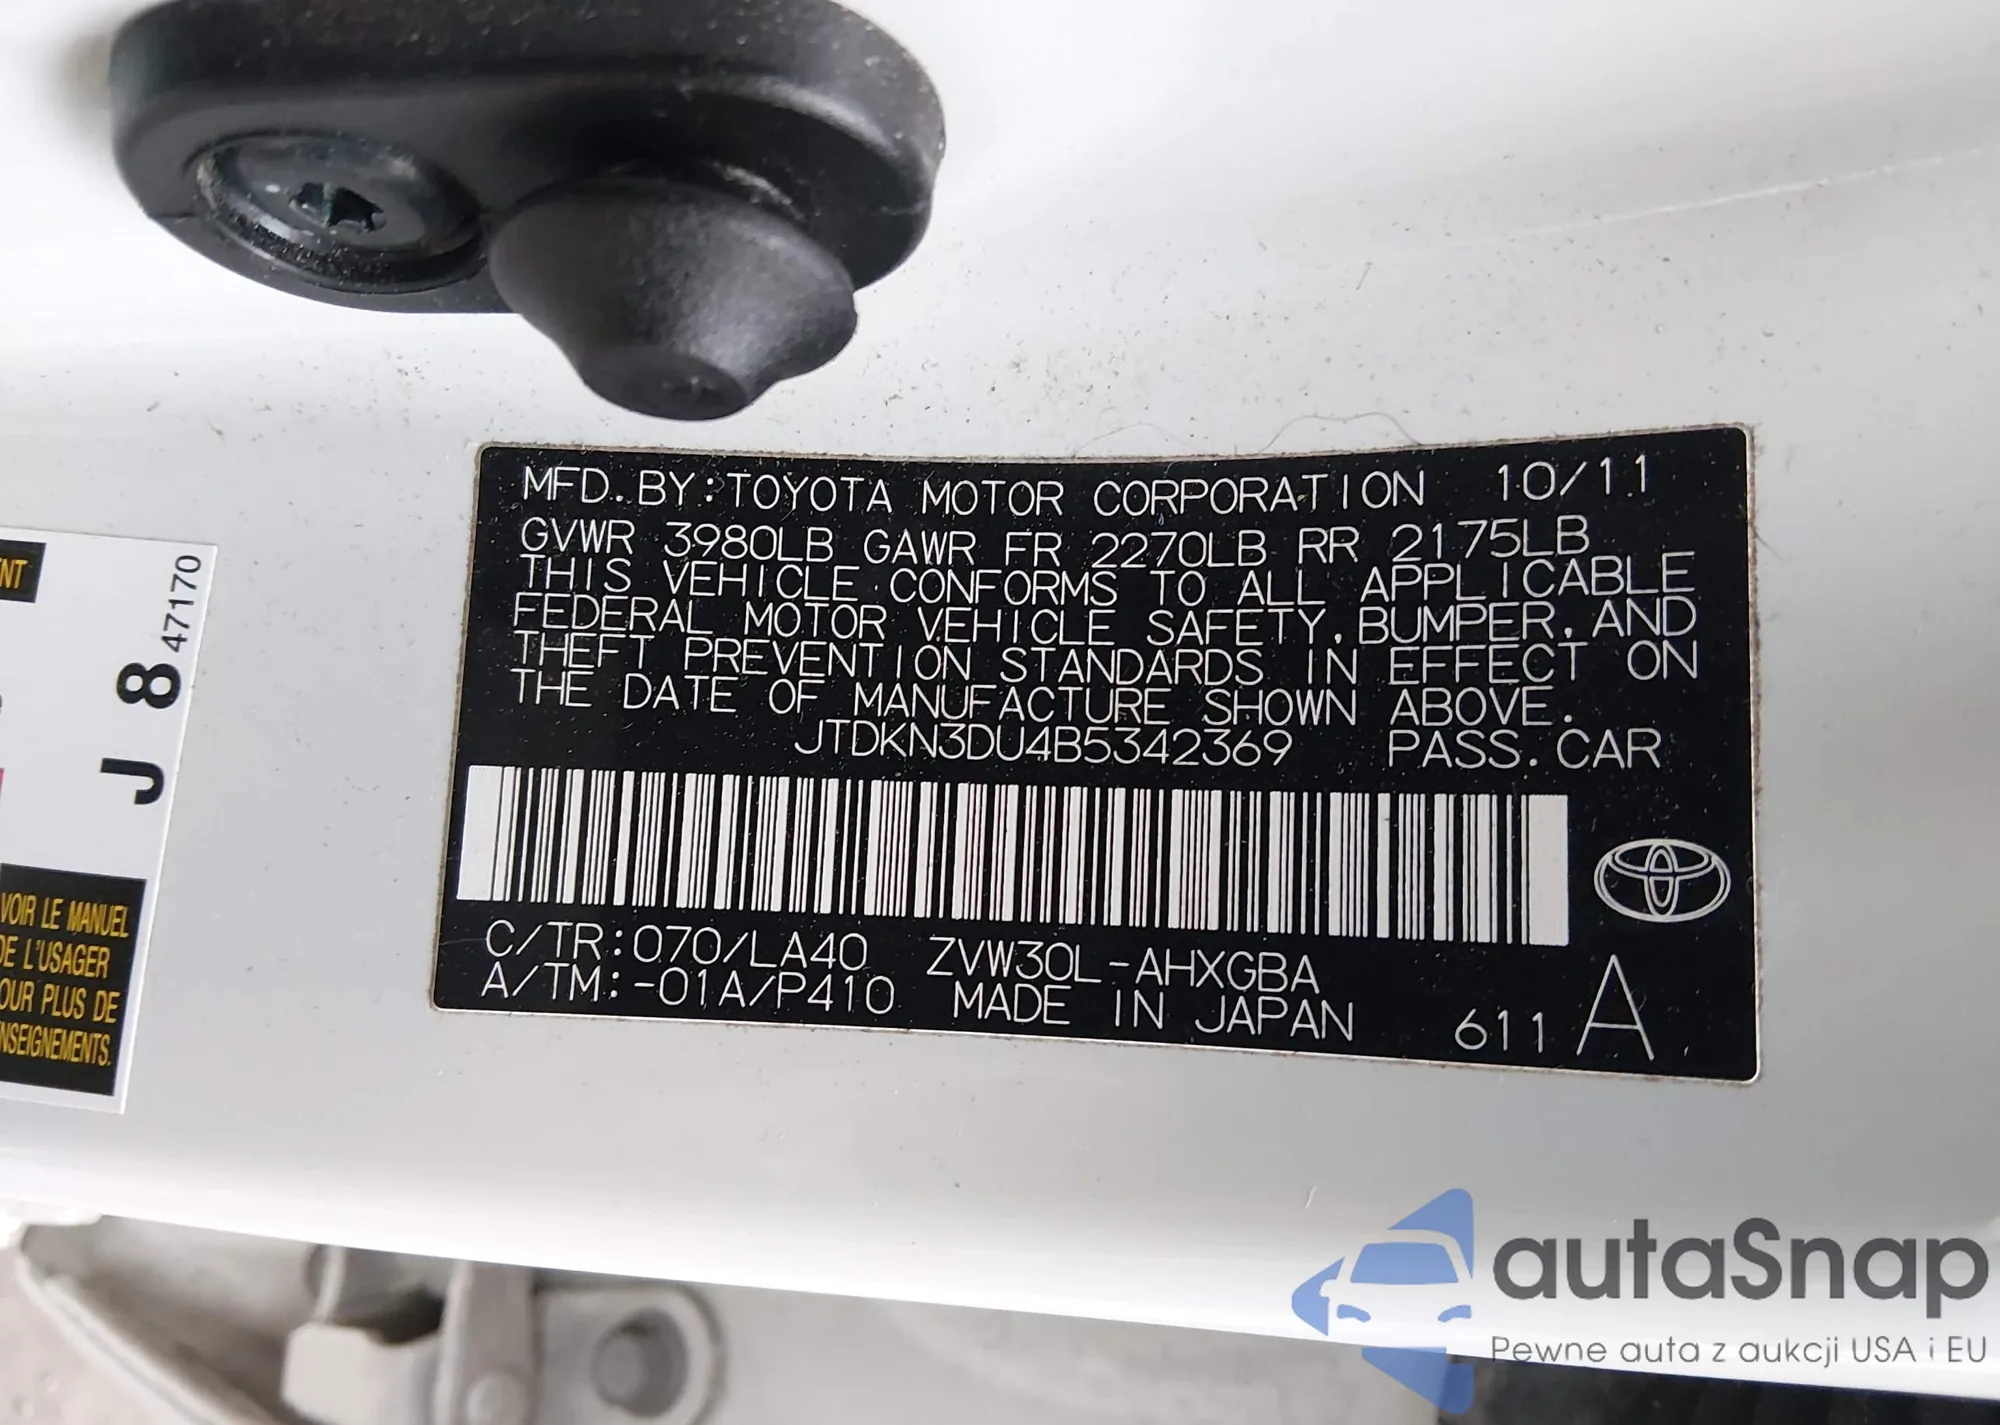 MFD. BY:TOYOTA MOTOR CORPORATION 10/11
GVWR 3980LB GAWR FR 2270LB RR 2175LB
THIS VEHICLE CONFORMS TO ALL APPLICABLE
FEDERAL MOTOR VEHICLE SAFETY, BUMPER, AND
THEFT PREVENTION STANDARDS IN EFFECT ON
THE DATE OF MANUFACTURE SHOWN ABOVE.
JTDKN3DU4B5342369 PASS. CAR
C/TR:070/LA40 ZVW30L-AHXGBA
A/TM:-01A/P410 MADE IN JAPAN 611 A
J 8 47170
VOIR LE MANUEL
DE L'USAGER
PLUS DE
autaSnap
Pewne auta z aukcji USA i EU